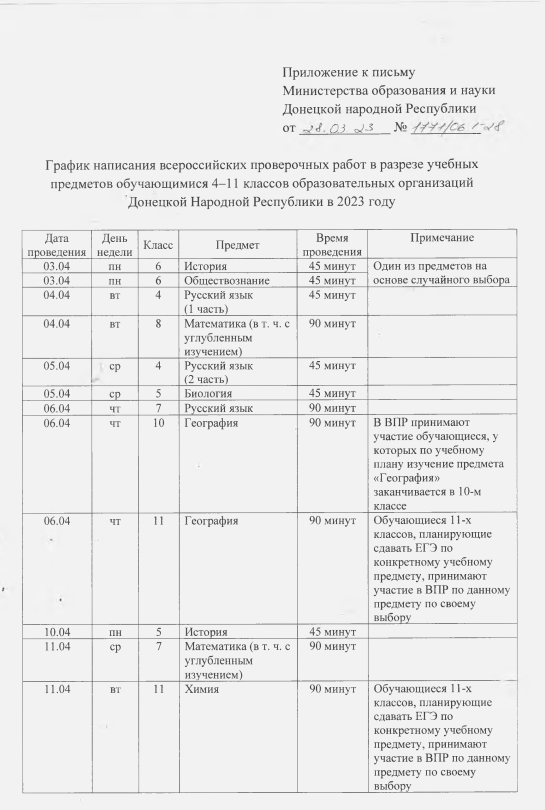 Приложение к письму
Министерства образования и науки
Донецкой народной Республики
от 28.03 23 № 1171/06.1-28
График написания всероссийских проверочных работ в разрезе учебных
предметов обучающимися 4–11 классов образовательных организаций
Донецкой Народной Республики в 2023 году
Дата проведения День недели Класс Предмет Время проведения Примечание
03.04 пн 6 История 45 минут Один из предметов на
03.04 пн 6 Обществознание 45 минут основе случайного выбора
04.04 вт 4 Русский язык 45 минут
(1 часть)
04.04 вт 8 Математика (в т. ч. с 90 минут
углубленным
изучением)
05.04 ср 4 Русский язык 45 минут
(2 часть)
05.04 ср 5 Биология 45 минут
06.04 чт 7 Русский язык 90 минут
06.04 чт 10 География 90 минут В ВПР принимают
участие обучающиеся, у
которых по учебному
плану изучение предмета
«География»
заканчивается в 10-м
классе
06.04 чт 11 География 90 минут Обучающиеся 11-х
классов, планирующие
сдавать ЕГЭ по
конкретному учебному
предмету, принимают
участие в ВПР по данному
предмету по своему
выбору
10.04 пн 5 История 45 минут
11.04 ср 7 Математика (в т. ч. с 90 минут
углубленным
изучением)
11.04 вт 11 Химия 90 минут Обучающиеся 11-х
классов, планирующие
сдавать ЕГЭ по
конкретному учебному
предмету, принимают
участие в ВПР по данному
предмету по своему
выбору